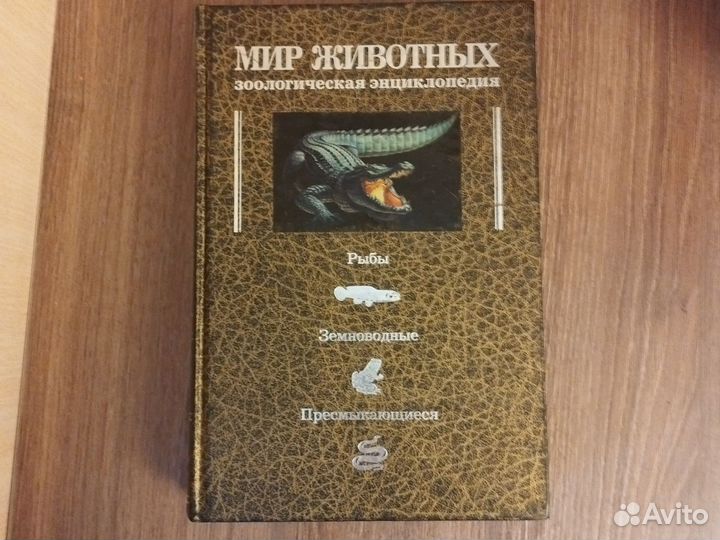 МИР ЖИВОТНЫХ
зоологическая энциклопедия
Рыбы
Земноводные
Пресмыкающиеся
Avito